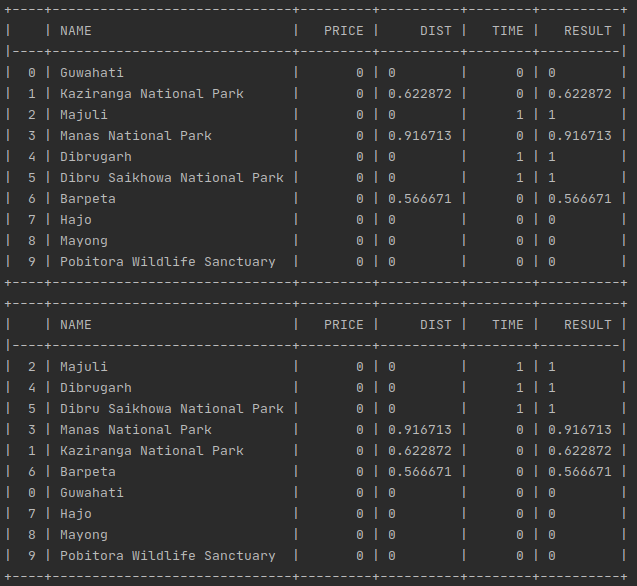 +----+------------------------------+---------+----------+--------+----------+
|    | NAME                         |   PRICE |     DIST |   TIME |   RESULT |
|----+------------------------------+---------+----------+--------+----------|
|  0 | Guwahati                     |       0 | 0        |      0 | 0        |
|  1 | Kaziranga National Park      |       0 | 0.622872 |      0 | 0.622872 |
|  2 | Majuli                       |       0 | 0        |      1 | 1        |
|  3 | Manas National Park          |       0 | 0.916713 |      0 | 0.916713 |
|  4 | Dibrugarh                    |       0 | 0        |      1 | 1        |
|  5 | Dibru Saikhowa National Park |       0 | 0        |      1 | 1        |
|  6 | Barpeta                      |       0 | 0.566671 |      0 | 0.566671 |
|  7 | Hajo                         |       0 | 0        |      0 | 0        |
|  8 | Mayong                       |       0 | 0        |      0 | 0        |
|  9 | Pobitora Wildlife Sanctuary  |       0 | 0        |      0 | 0        |
+----+------------------------------+---------+----------+--------+----------+
+----+------------------------------+---------+----------+--------+----------+
|    | NAME                         |   PRICE |     DIST |   TIME |   RESULT |
|----+------------------------------+---------+----------+--------+----------|
|  2 | Majuli                       |       0 | 0        |      1 | 1        |
|  4 | Dibrugarh                    |       0 | 0        |      1 | 1        |
|  5 | Dibru Saikhowa National Park |       0 | 0        |      1 | 1        |
|  3 | Manas National Park          |       0 | 0.916713 |      0 | 0.916713 |
|  1 | Kaziranga National Park      |       0 | 0.622872 |      0 | 0.622872 |
|  6 | Barpeta                      |       0 | 0.566671 |      0 | 0.566671 |
|  0 | Guwahati                     |       0 | 0        |      0 | 0        |
|  7 | Hajo                         |       0 | 0        |      0 | 0        |
|  8 | Mayong                       |       0 | 0        |      0 | 0        |
|  9 | Pobitora Wildlife Sanctuary  |       0 | 0        |      0 | 0        |
+----+------------------------------+---------+----------+--------+----------+